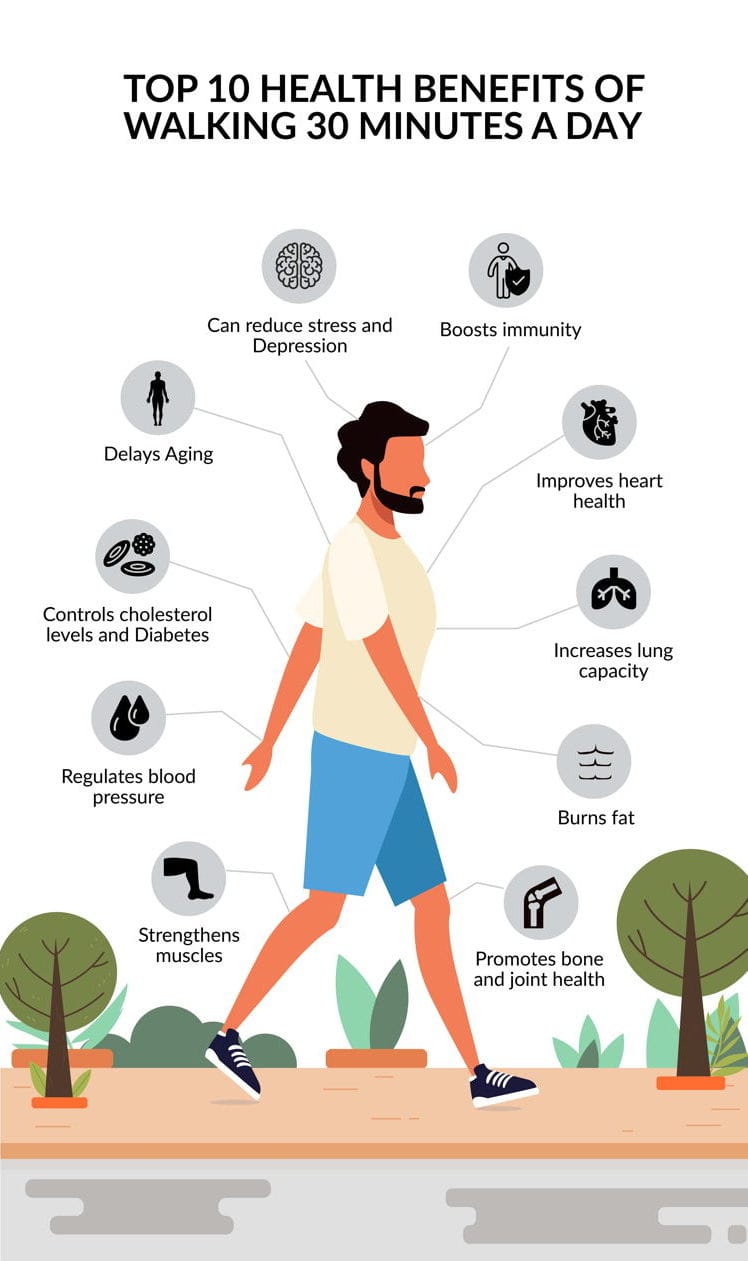 TOP 10 HEALTH BENEFITS OF
WALKING 30 MINUTES A DAY
Can reduce stress and
Depression
Boosts immunity
Delays Aging
Improves heart
health
Controls cholesterol
levels and Diabetes
Increases lung
capacity
Regulates blood
pressure
Burns fat
Strengthens
muscles
Promotes bone
and joint health